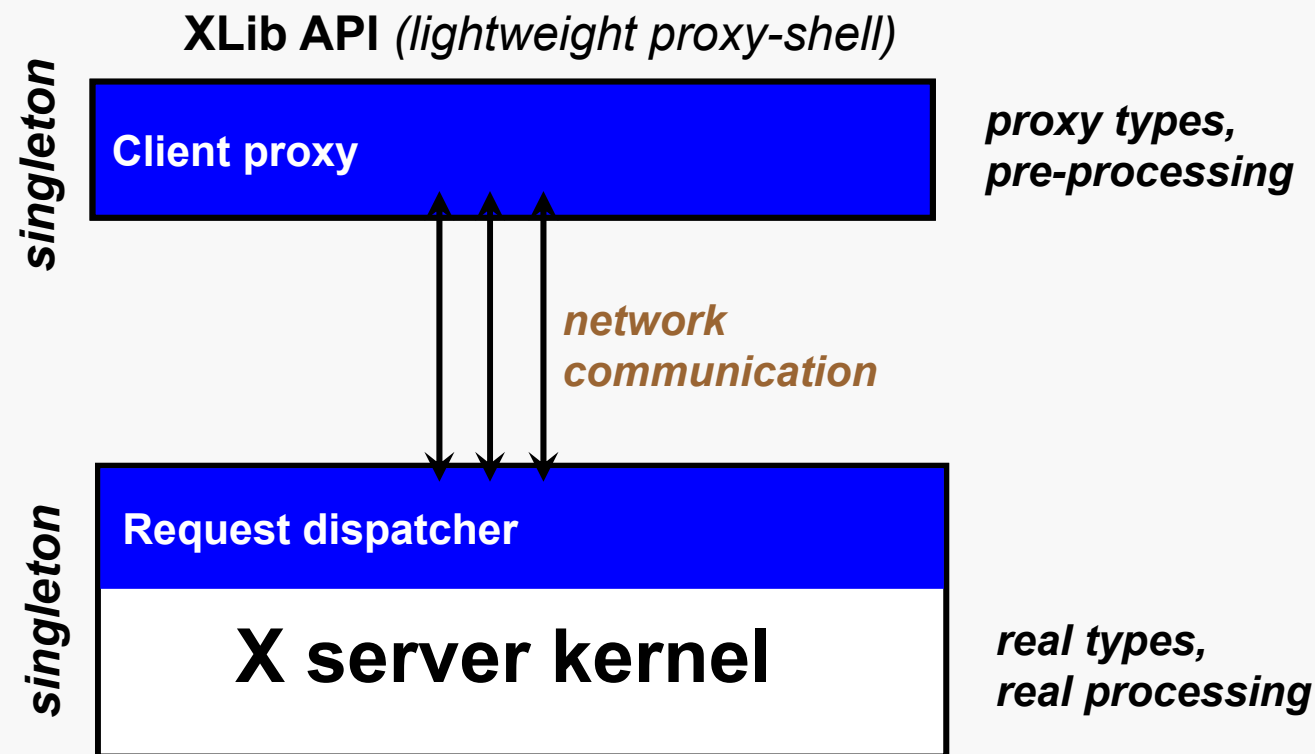 XLib API (lightweight proxy-shell)
singleton
Client proxy
proxy types,
pre-processing
network
communication
singleton
Request dispatcher
X server kernel
real types,
real processing